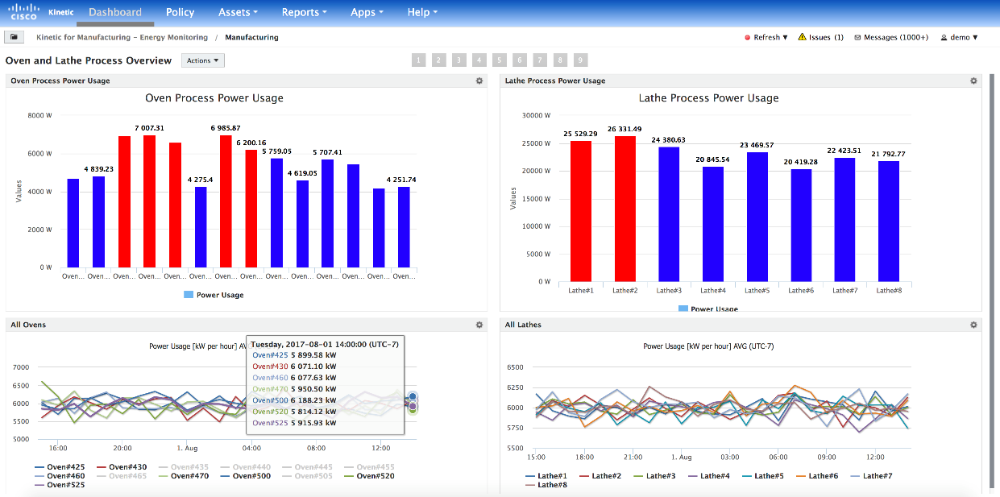 CISCO Kinetic Dashboard Policy Assets Reports Apps Help
Kinetic for Manufacturing - Energy Monitoring / Manufacturing Refresh ▼ Issues (1) Messages (1000+) demo ▼
Oven and Lathe Process Overview Actions ▼ 1 2 3 4 5 6 7 8 9
Oven Process Power Usage
Oven Process Power Usage
8000 W
6000 W
4000 W
2000 W
0 W
Values
4 839.23
7 007.31
4 275.4
6 985.87
6 200.16
5 759.05
4 619.05
5 707.41
4 251.74
Oven... Oven... Oven... Oven... Oven... Oven... Oven... Oven... Oven... Oven... Oven... Oven... Oven... Oven...
Power Usage
Lathe Process Power Usage
Lathe Process Power Usage
30000 W
25000 W
20000 W
15000 W
10000 W
5000 W
0 W
Values
25 529.29
26 331.49
24 380.63
20 845.54
23 469.57
20 419.28
22 423.51
21 792.77
Lathe#1 Lathe#2 Lathe#3 Lathe#4 Lathe#5 Lathe#6 Lathe#7 Lathe#8
Power Usage
All Ovens
Power Usage [kW per hour] AV
7000
6500
6000
5500
5000
Tuesday, 2017-08-01 14:00:00 (UTC-7)
Oven#425 5 899.58 kW
Oven#430 6 071.10 kW
Oven#460 6 077.63 kW
Oven#470 5 950.50 kW
Oven#500 6 188.23 kW
Oven#520 5 814.12 kW
Oven#525 5 915.93 kW
16:00 20:00 1. Aug 04:00 08:00 12:00
Oven#425 Oven#430 Oven#435 Oven#440 Oven#445 Oven#455
Oven#460 Oven#465 Oven#470 Oven#500 Oven#505 Oven#520
Oven#525
All Lathes
Power Usage [kW per hour] AVG (UTC-7)
6500
6250
6000
5750
5500
15:00 18:00 21:00 1. Aug 03:00 06:00 09:00 12:00
Lathe#1 Lathe#2 Lathe#3 Lathe#4 Lathe#5 Lathe#6 Lathe#7
Lathe#8